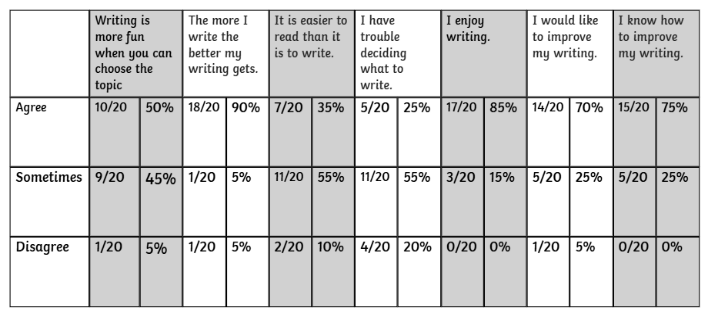 Writing is more fun when you can choose the topic
The more I write the better my writing gets.
It is easier to read than it is to write.
I have trouble deciding what to write.
I enjoy writing.
I would like to improve my writing.
I know how to improve my writing.
Agree 10/20 50% 18/20 90% 7/20 35% 5/20 25% 17/20 85% 14/20 70% 15/20 75%
Sometimes 9/20 45% 1/20 5% 11/20 55% 11/20 55% 3/20 15% 5/20 25% 5/20 25%
Disagree 1/20 5% 1/20 5% 2/20 10% 4/20 20% 0/20 0% 1/20 5% 0/20 0%